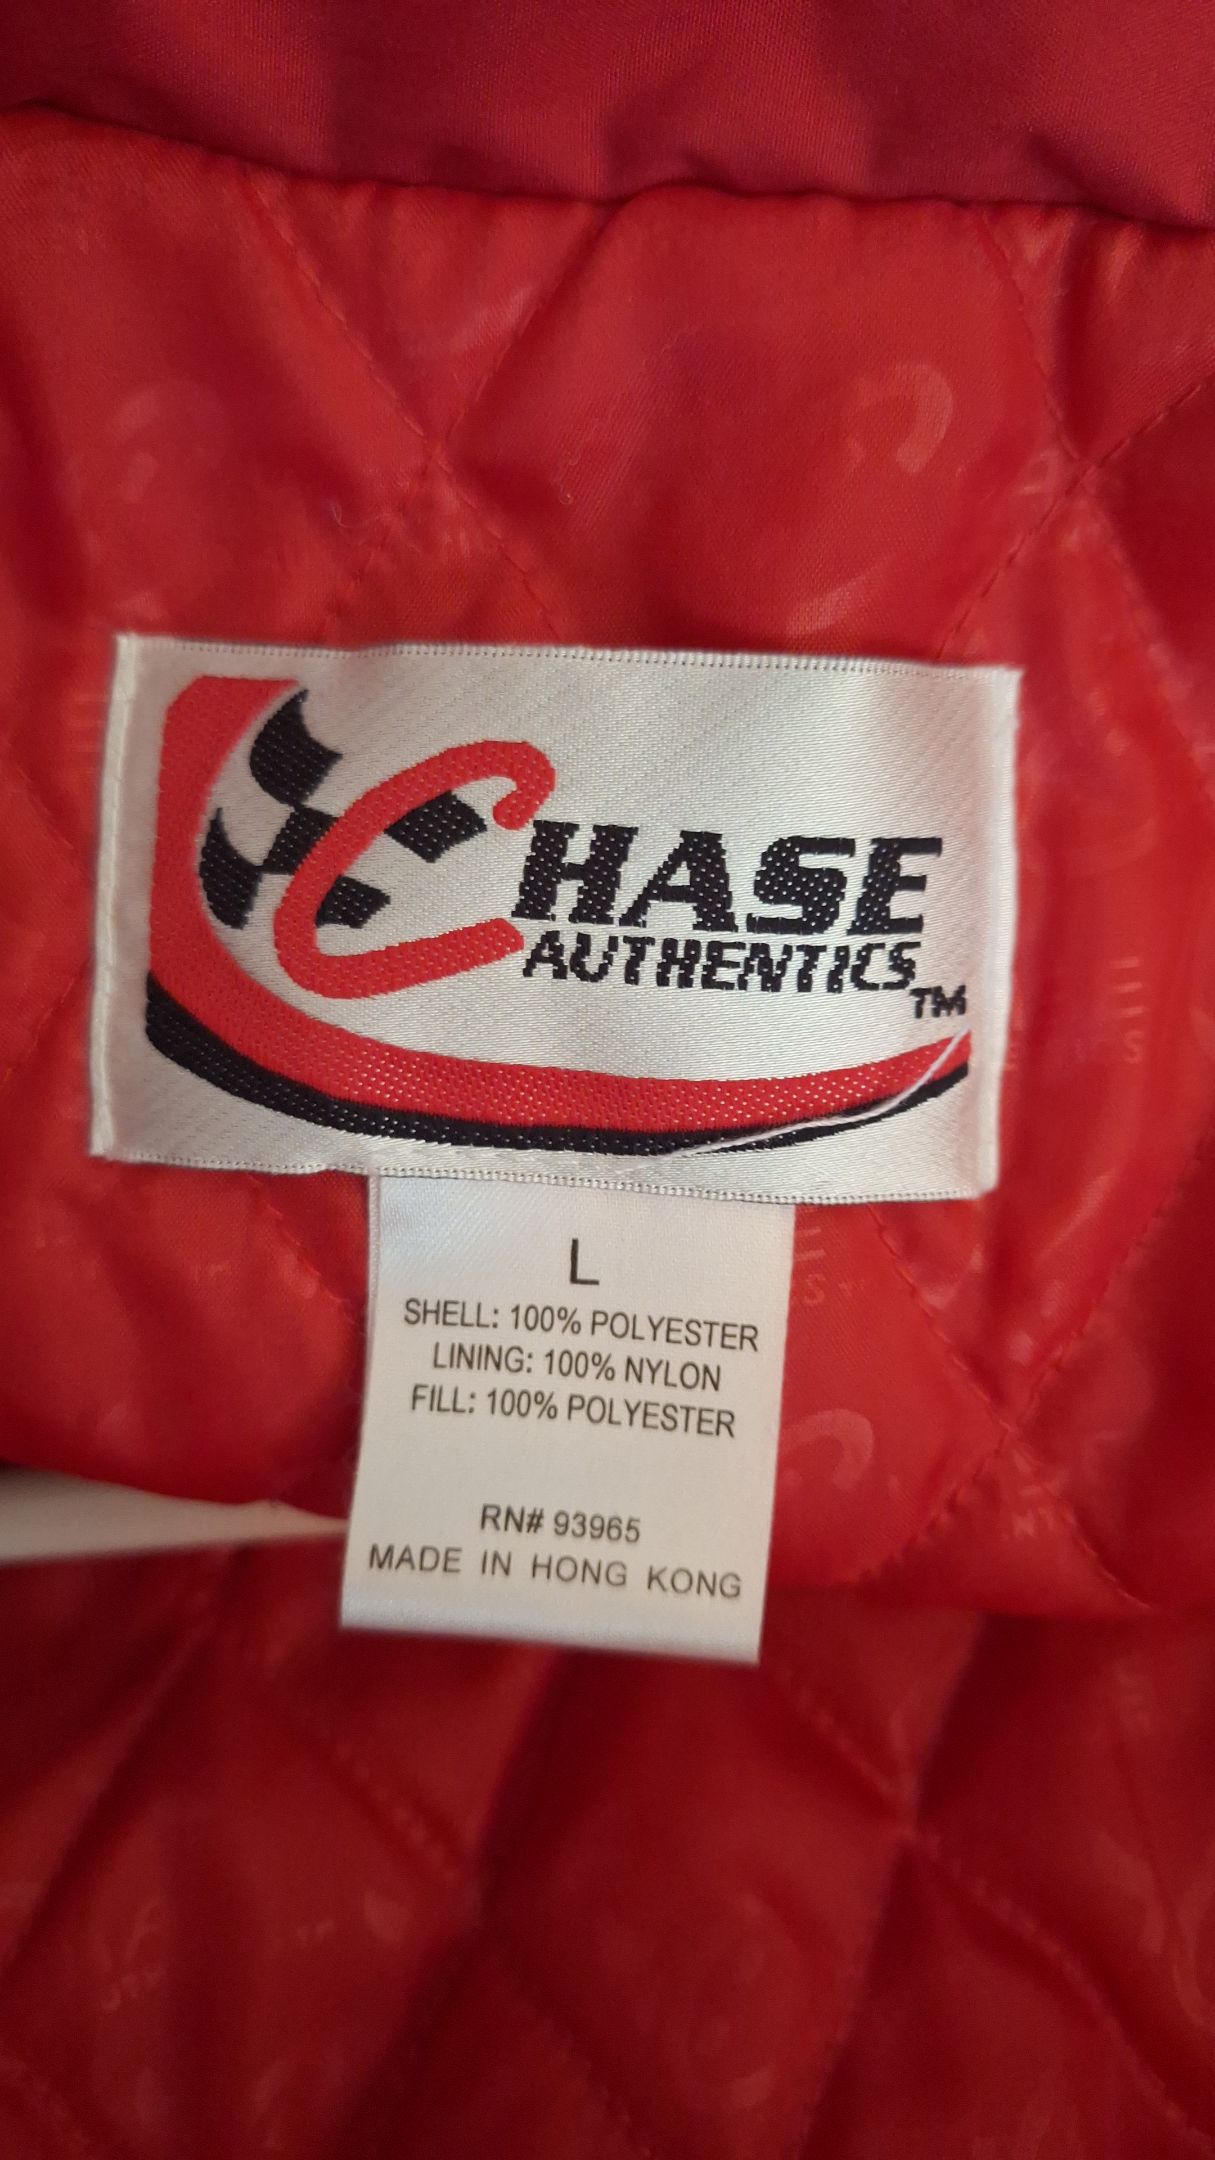 CHASE
AUTHENTICS
TM
L
SHELL: 100% POLYESTER
LINING: 100% NYLON
FILL: 100% POLYESTER
RN# 93965
MADE IN HONG KONG